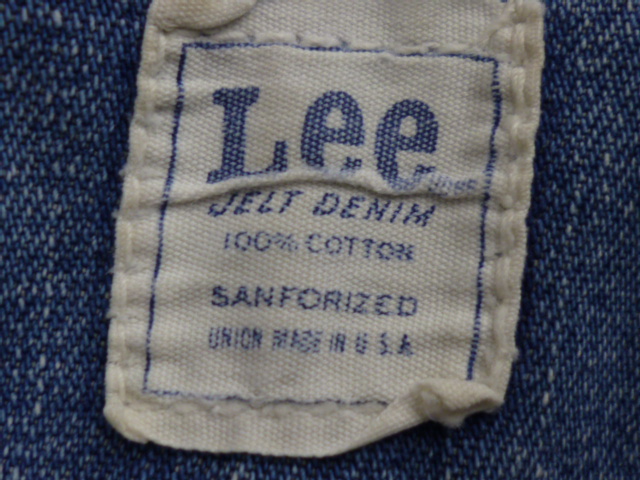 Lee
JELT DENIM
100% COTTON
SANFORIZED
UNION MADE IN U.S.A.